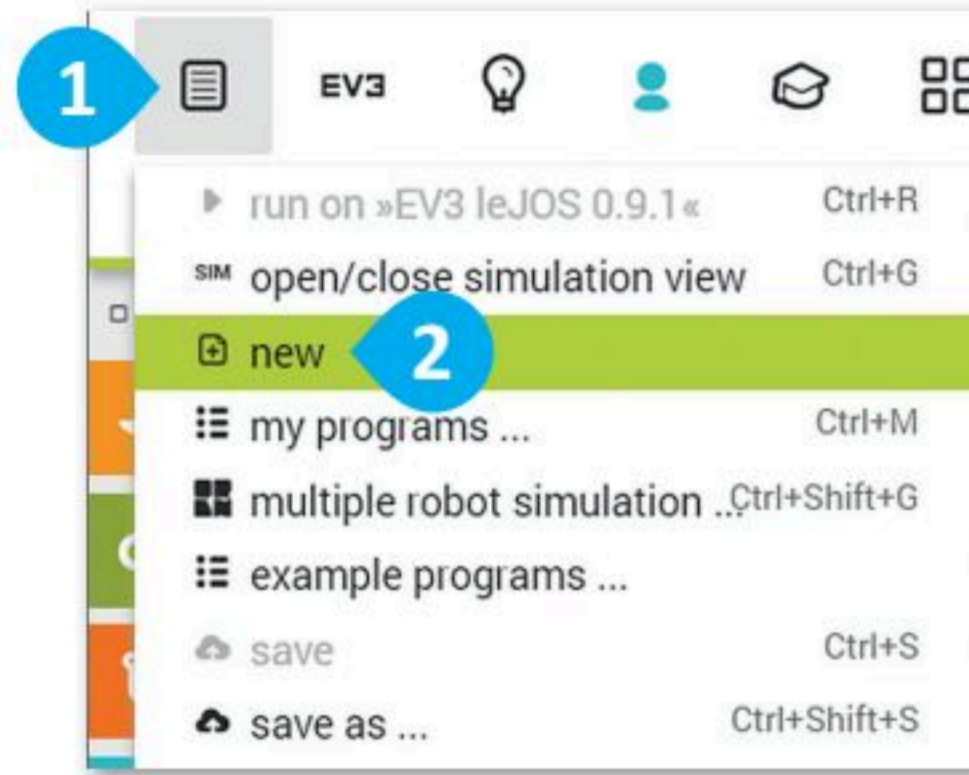 1
EV3
run on »EV3 leJOS 0.9.1« Ctrl+R
SIM open/close simulation view Ctrl+G
new 2
my programs ... Ctrl+M
multiple robot simulation ... Ctrl+Shift+G
example programs ...
save Ctrl+S
save as ... Ctrl+Shift+S